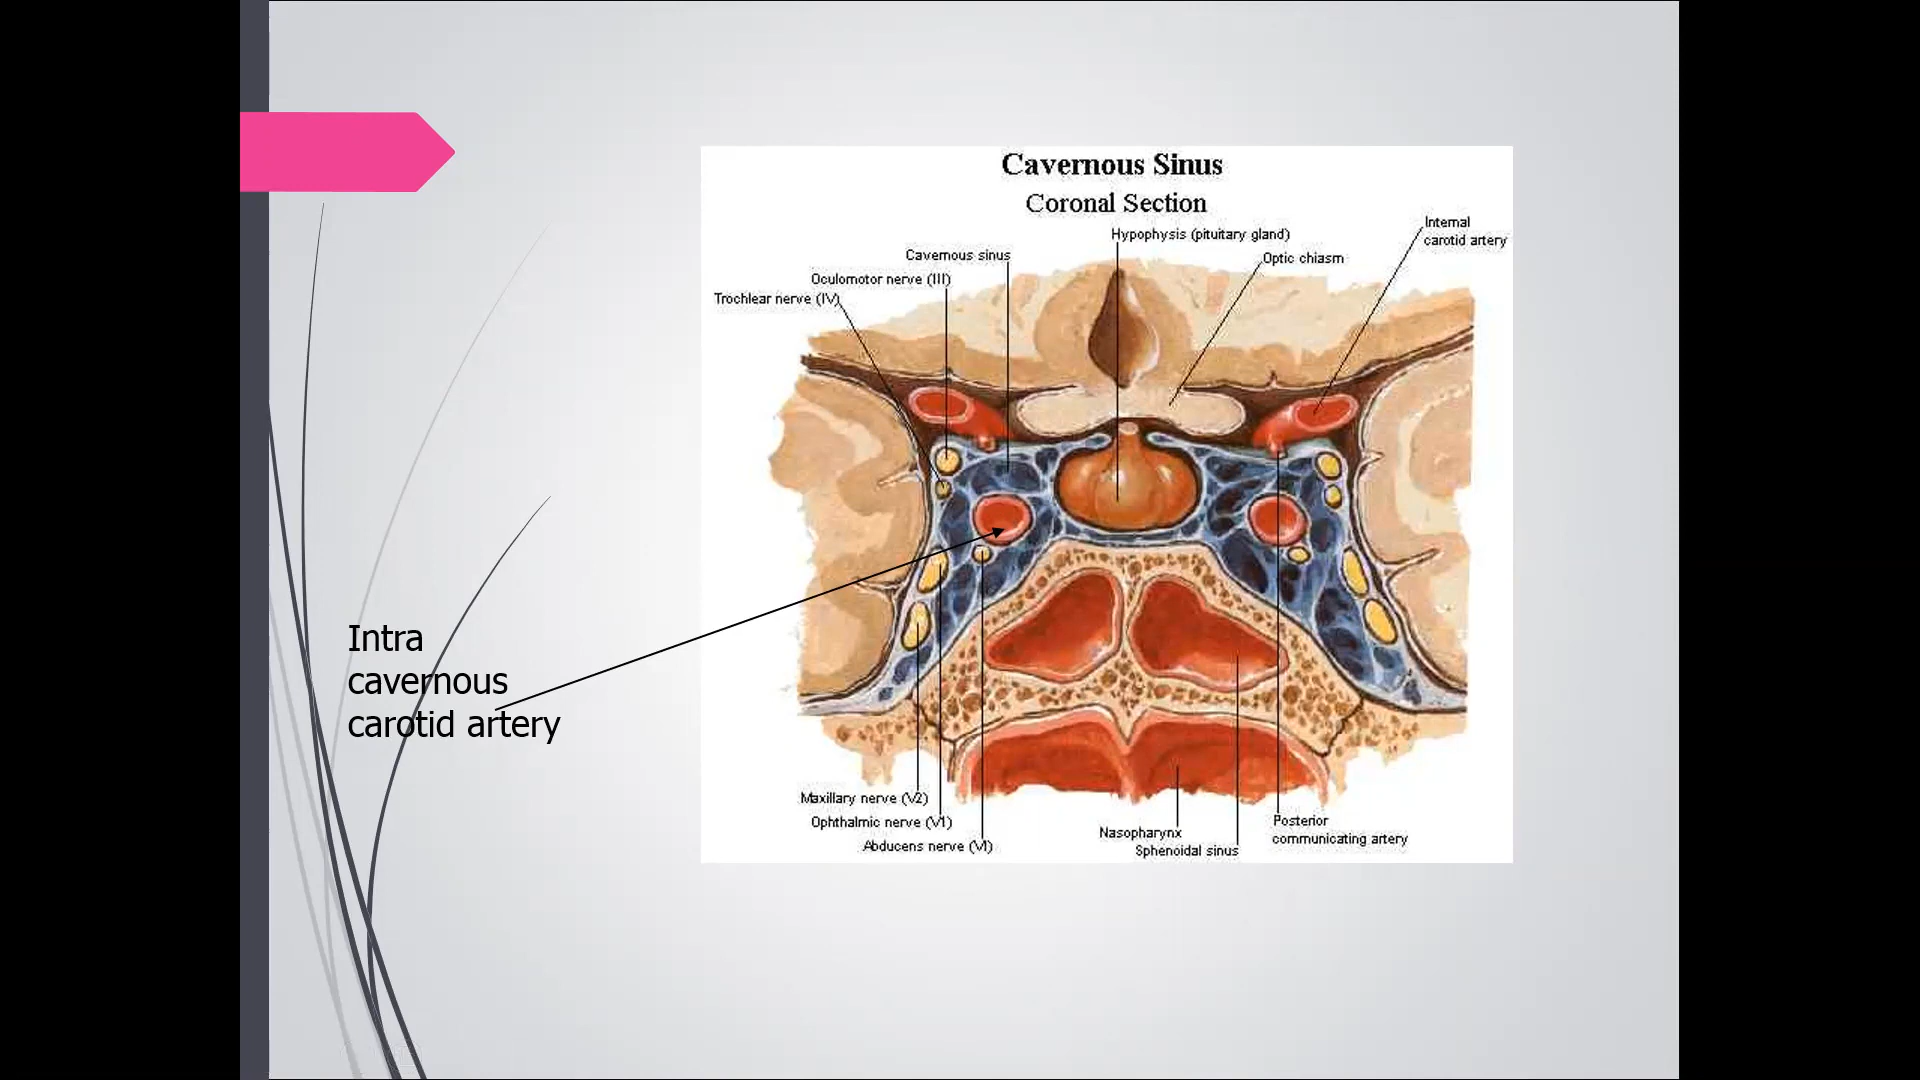 Cavernous Sinus
Coronal Section
Internal
carotid artery
Hypophysis (pituitary gland)
Cavernous sinus
Optic chiasm
Oculomotor nerve (III)
Trochlear nerve (IV)
Intra
cavernous
carotid artery
Maxillary nerve (V2)
Ophthalmic nerve (V1)
Abducens nerve (VI)
Nasopharynx
Sphenoidal sinus
Posterior
communicating artery